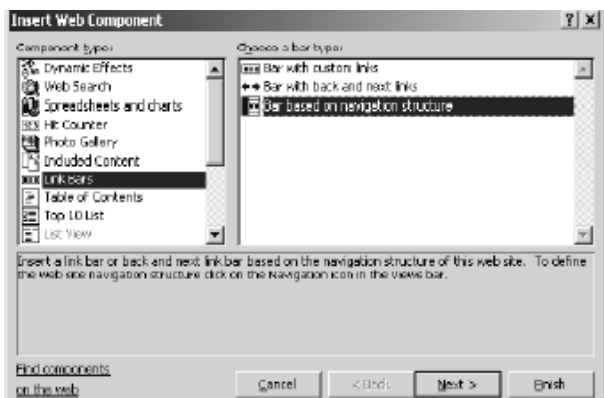 Insert Web Component
Component type:
Choose a bar type:
Dynamic Effects
Web Search
Spreadsheets and charts
Hit Counter
Photo Gallery
Included Content
Link Bars
Table of Contents
Top 10 List
List View
Bar with custom links
Bar with back and next links
Bar based on navigation structure
Insert a link bar or back and next link bar based on the navigation structure of this web site. To define
the web site navigation structure click on the Navigation icon in the Views bar.
Find components
on the web
Cancel
< Back
Next >
Finish